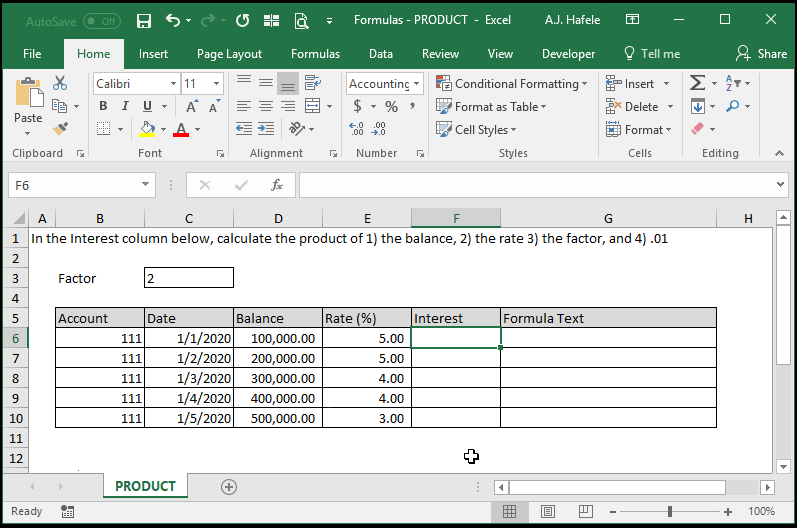 AutoSave Off Formulas - PRODUCT - Excel A.J. Hafele
File Home Insert Page Layout Formulas Data Review View Developer Tell me Share
Calibri 11 Accounting Conditional Formatting Insert
Paste B I U A A $ % , Format as Table Delete
A Cell Styles Format
Clipboard Font Alignment Number Styles Cells Editing
F6 fx
A B C D E F G H
1 In the Interest column below, calculate the product of 1) the balance, 2) the rate 3) the factor, and 4) .01
2
3 Factor 2
4
5 Account Date Balance Rate (%) Interest Formula Text
6 111 1/1/2020 100,000.00 5.00
7 111 1/2/2020 200,000.00 5.00
8 111 1/3/2020 300,000.00 4.00
9 111 1/4/2020 400,000.00 4.00
10 111 1/5/2020 500,000.00 3.00
11
12
PRODUCT
Ready 100%